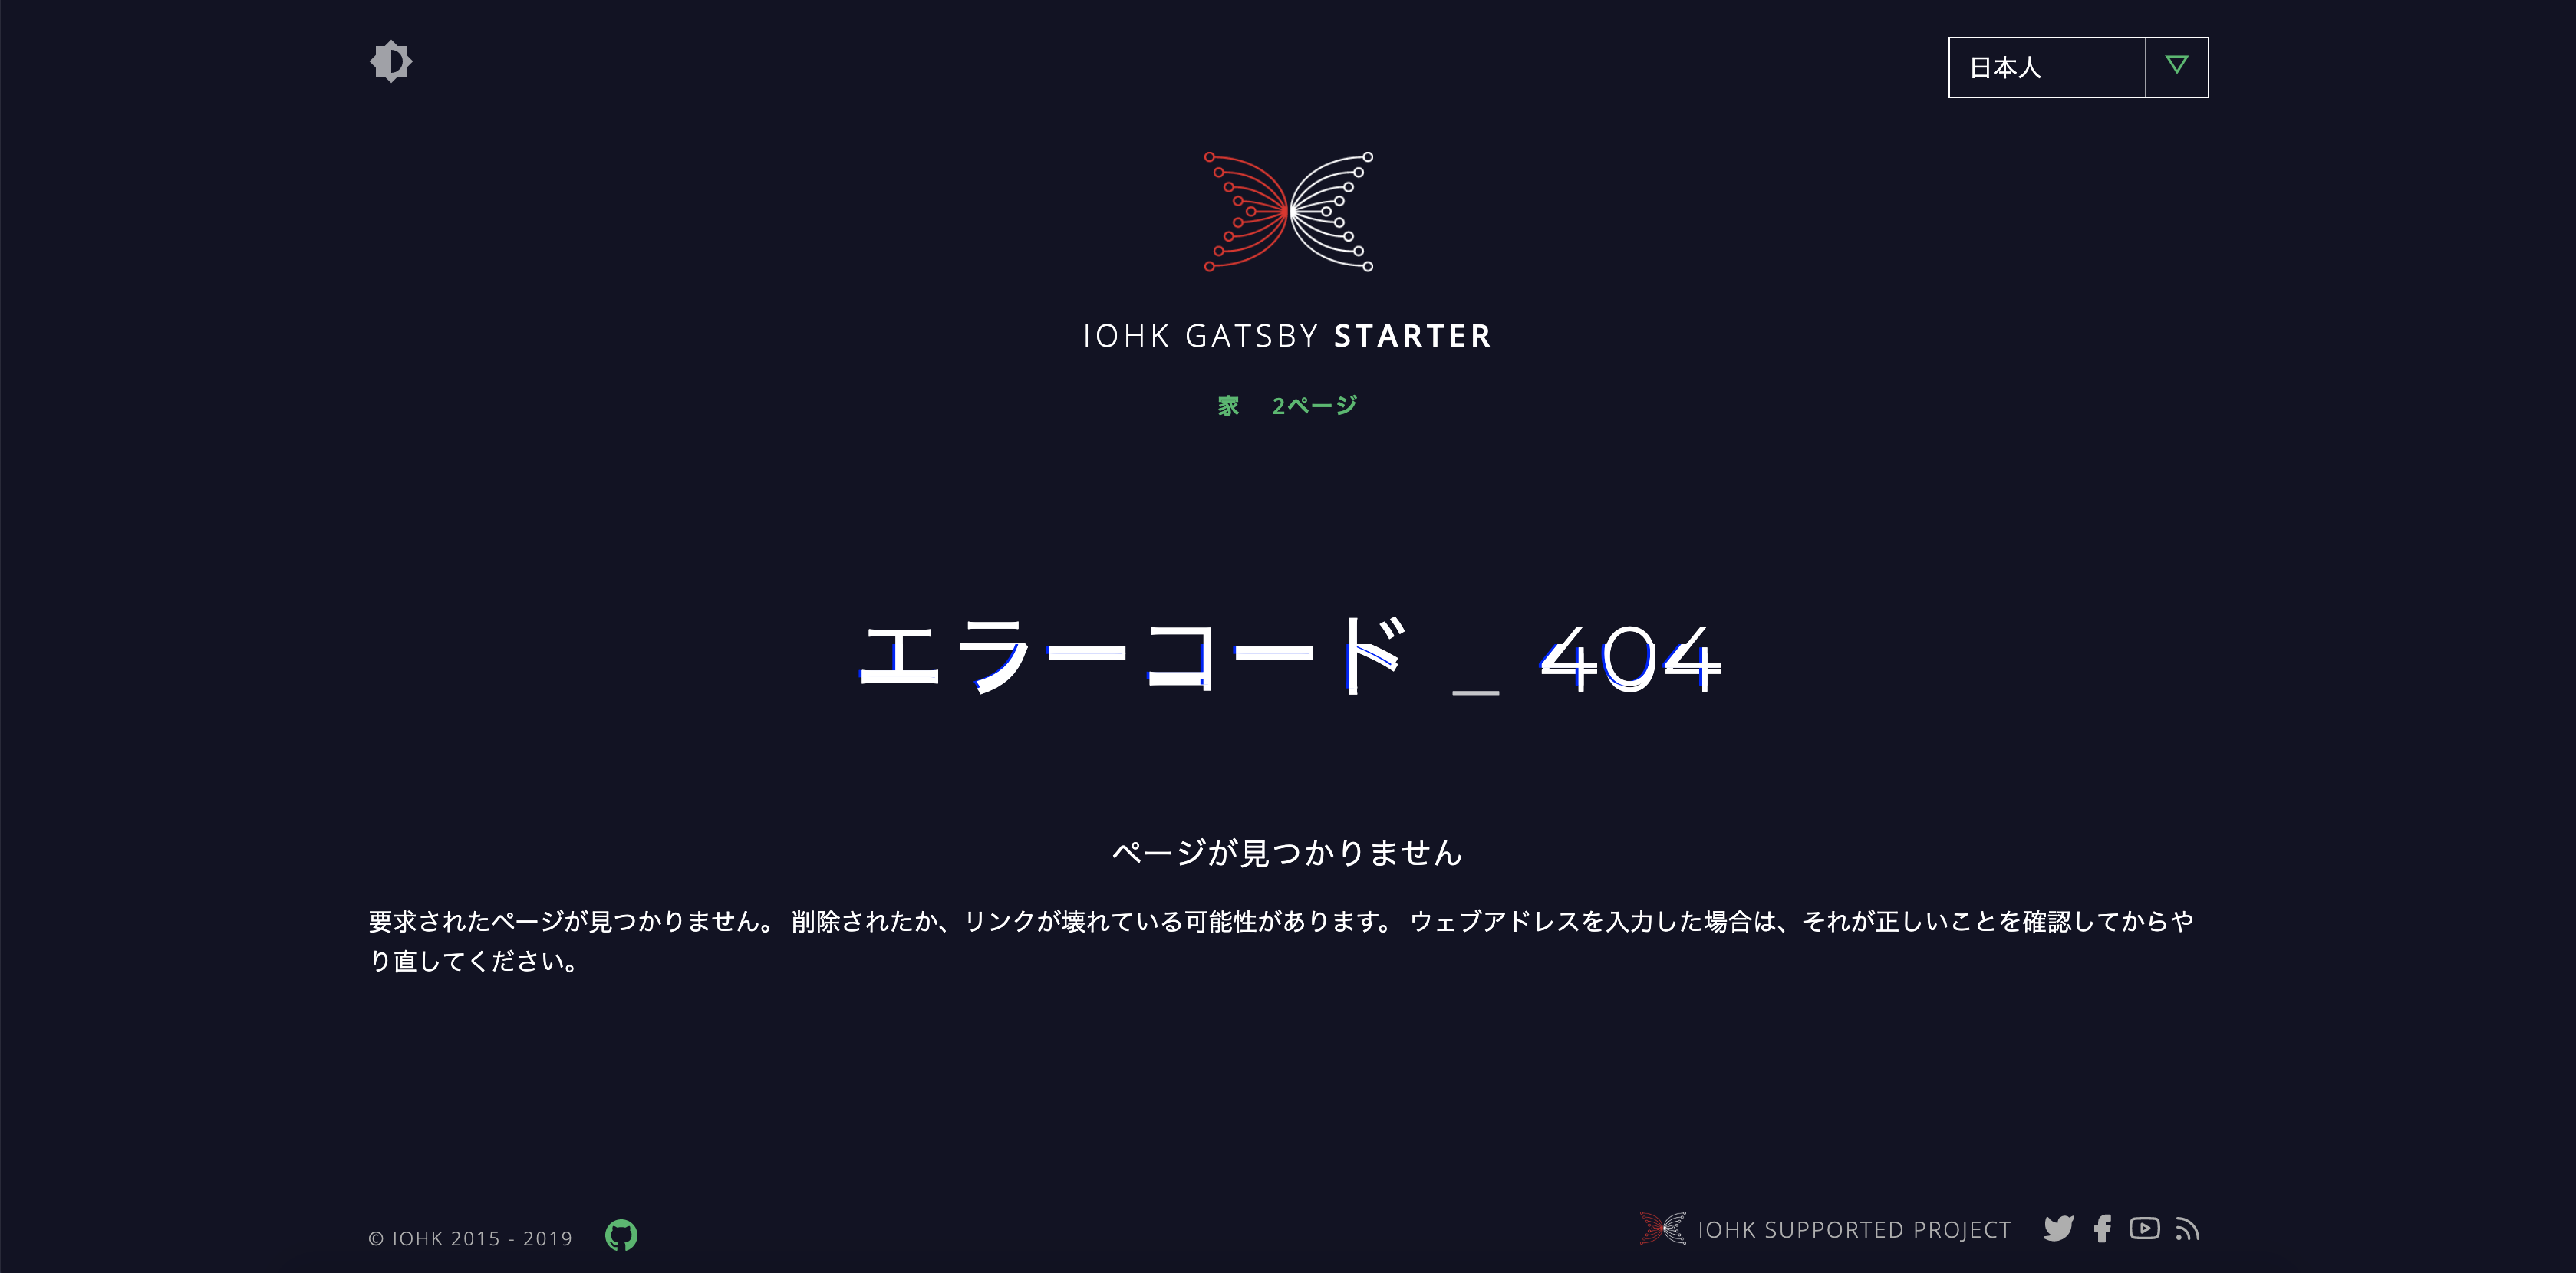 日本人
IOHK GATSBY STARTER
家 2ページ
エラーコード _ 404
ページが見つかりません
要求されたページが見つかりません。 削除されたか、リンクが壊れている可能性があります。 ウェブアドレスを入力した場合は、それが正しいことを確認してからや
り直してください。
© IOHK 2015 - 2019
IOHK SUPPORTED PROJECT